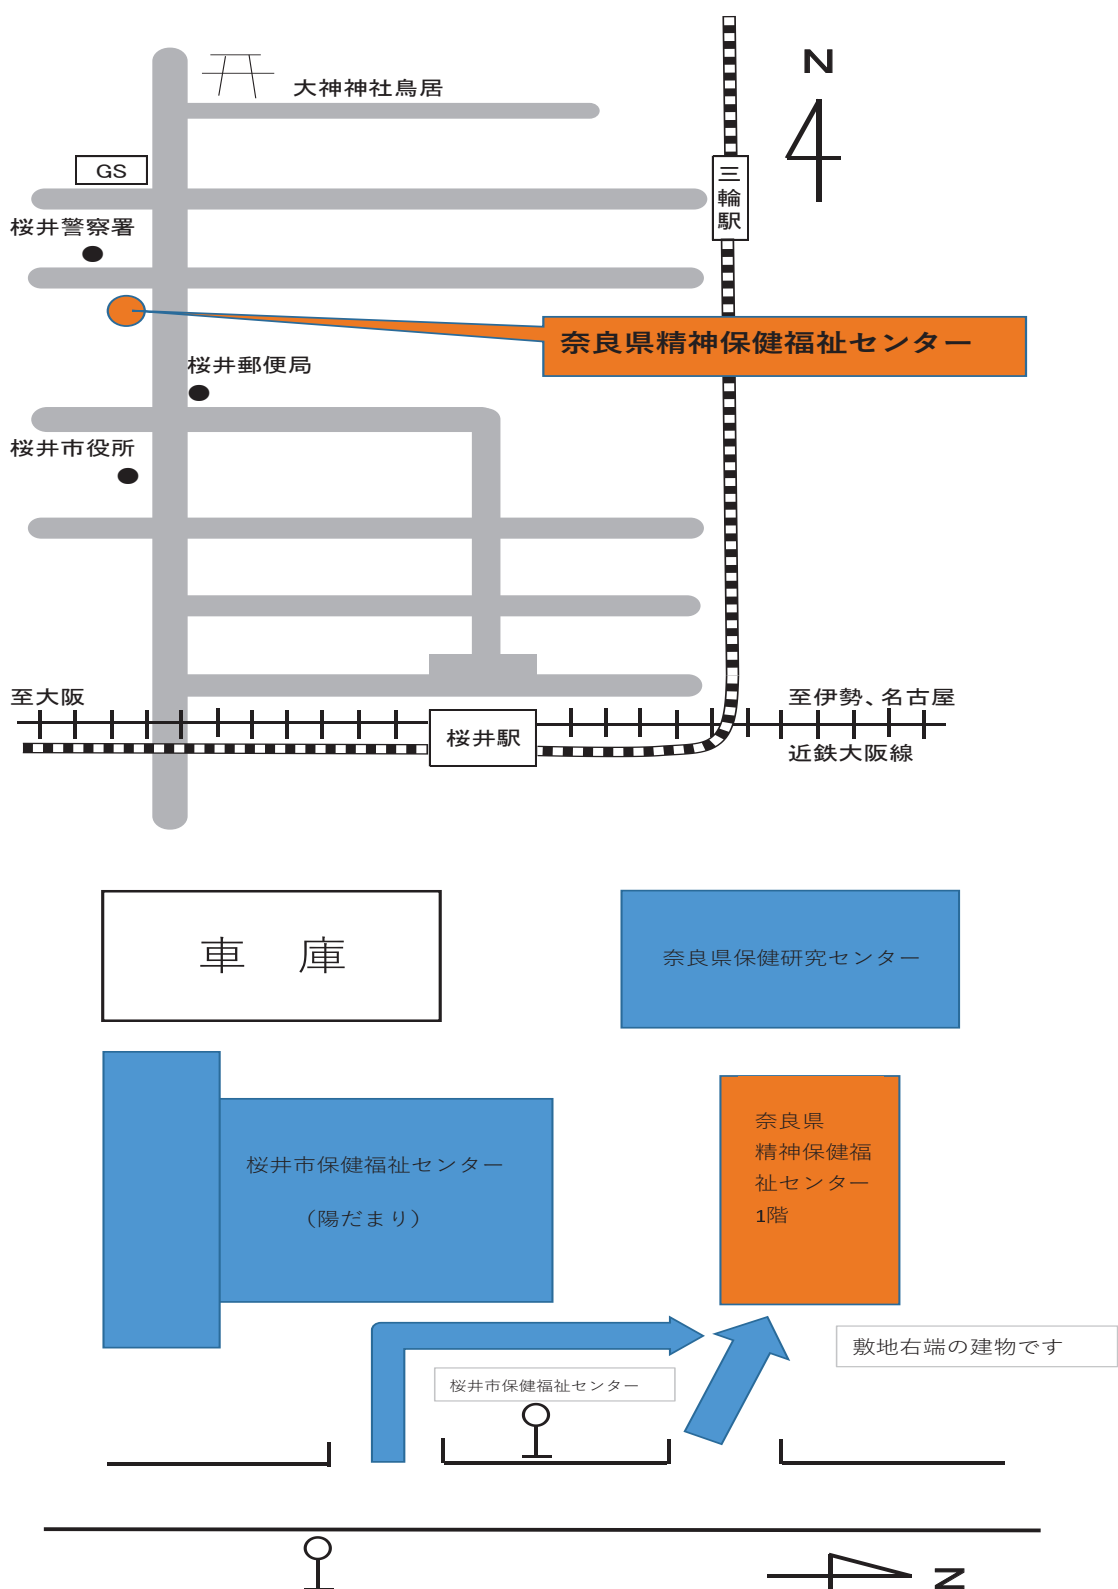 N
大神神社鳥居
GS
三輪駅
桜井警察署
奈良県精神保健福祉センター
桜井郵便局
桜井市役所
至大阪
至伊勢、名古屋
桜井駅
近鉄大阪線
車 庫
奈良県保健研究センター
奈良県
精神保健福
祉センター
1階
桜井市保健福祉センター
（陽だまり）
敷地右端の建物です
桜井市保健福祉センター
N